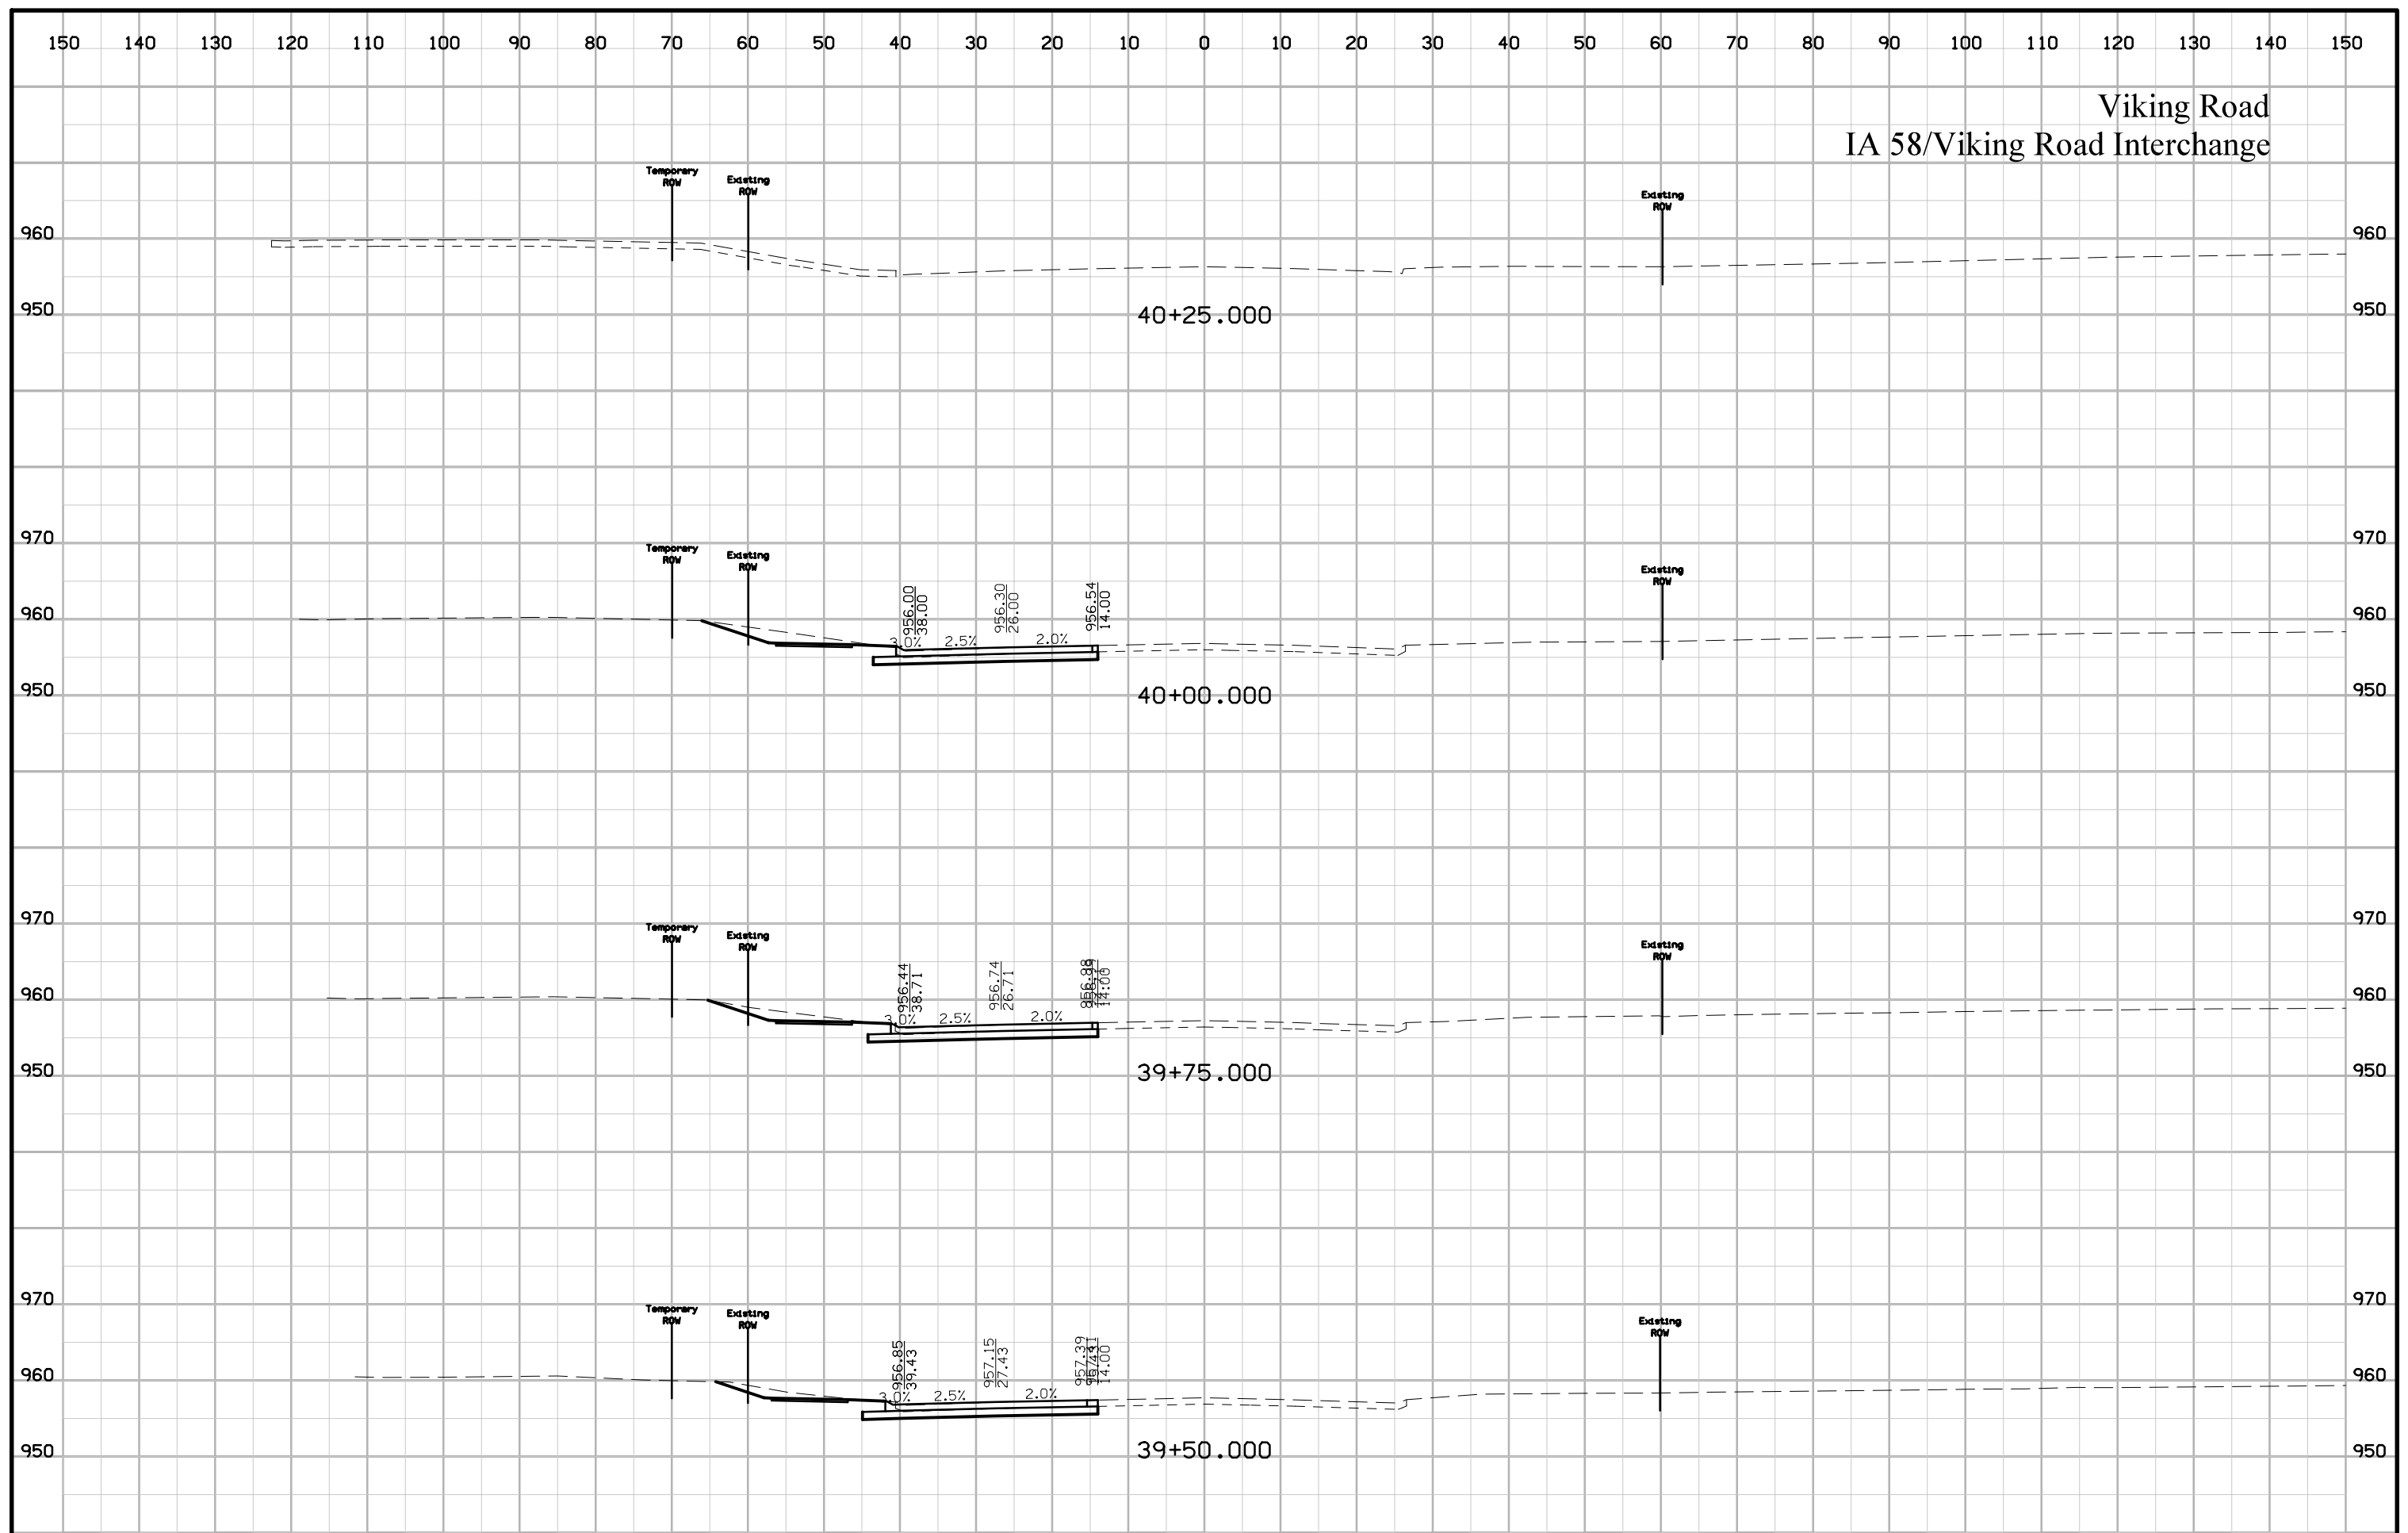 150 140 130 120 110 100 90 80 70 60 50 40 30 20 10 0 10 20 30 40 50 60 70 80 90 100 110 120 130 140 150
Viking Road
IA 58/Viking Road Interchange
Temporary
ROW
Existing
ROW
Existing
ROW
960 960
950 40+25.000 950
970 970
Temporary
ROW
Existing
ROW
Existing
ROW
956.00
38.00
956.30
26.00
956.54
14.00
960 960
3.0% 2.5% 2.0%
950 40+00.000 950
970 970
Temporary
ROW
Existing
ROW
Existing
ROW
956.44
38.71
956.74
26.71
956.98
14.00
960 960
3.0% 2.5% 2.0%
950 39+75.000 950
970 970
Temporary
ROW
Existing
ROW
Existing
ROW
956.85
39.43
957.15
27.43
957.39
14.00
960 960
3.0% 2.5% 2.0%
950 39+50.000 950